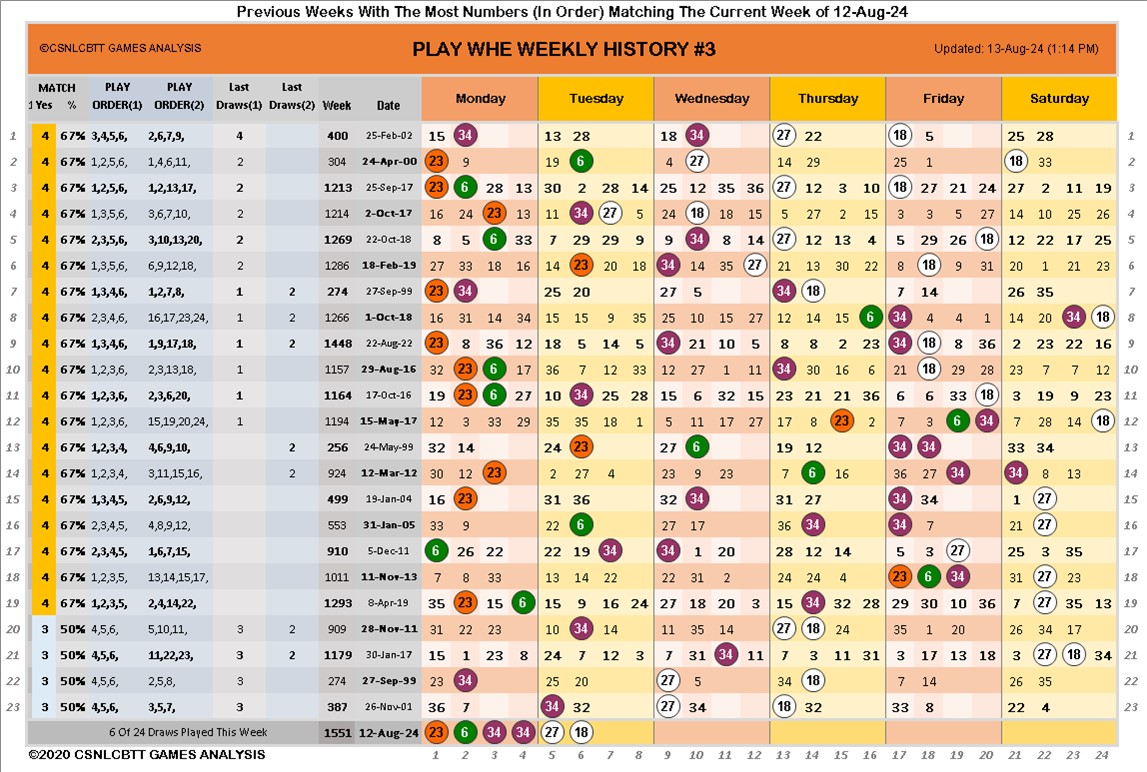 Previous Weeks With The Most Numbers (In Order) Matching The Current Week of 12-Aug-24
©CSNLCBTT GAMES ANALYSIS PLAY WHE WEEKLY HISTORY #3 Updated: 13-Aug-24 (1:14 PM)
MATCH PLAY PLAY Last Last
1 Yes % ORDER(1) ORDER(2) Draws(1) Draws(2) Week Date Monday Tuesday Wednesday Thursday Friday Saturday
1 4 67% 3,4,5,6, 2,6,7,9, 4 400 25-Feb-02 15 34 13 28 18 34 27 22 18 5 25 28 1
2 4 67% 1,2,5,6, 1,4,6,11, 2 304 24-Apr-00 23 9 19 6 4 27 14 29 25 1 18 33 2
3 4 67% 1,2,5,6, 1,2,13,17, 2 1213 25-Sep-17 23 6 28 13 30 2 28 14 25 12 35 36 27 12 3 10 18 27 21 24 27 2 11 19 3
4 4 67% 1,3,5,6, 3,6,7,10, 2 1214 2-Oct-17 16 24 23 13 11 34 27 5 24 18 18 15 5 27 2 15 3 3 5 27 14 10 25 26 4
5 4 67% 2,3,5,6, 3,10,13,20, 2 1269 22-Oct-18 8 5 6 33 7 29 29 9 9 34 8 14 27 12 13 4 5 29 26 18 12 22 17 25 5
6 4 67% 1,3,5,6, 6,9,12,18, 2 1286 18-Feb-19 27 33 18 16 14 23 20 18 34 14 35 27 21 13 30 22 8 18 9 31 20 1 21 23 6
7 4 67% 1,3,4,6, 1,2,7,8, 1 2 274 27-Sep-99 23 34 25 20 27 5 34 18 7 14 26 35 7
8 4 67% 2,3,4,6, 16,17,23,24, 1 2 1266 1-Oct-18 16 31 14 34 15 15 9 35 25 10 15 27 12 14 15 6 34 4 4 1 14 20 34 18 8
9 4 67% 1,3,4,6, 1,9,17,18, 1 2 1448 22-Aug-22 23 8 36 12 18 5 14 5 34 21 10 5 8 8 2 23 34 18 8 36 2 23 22 16 9
10 4 67% 1,2,3,6, 2,3,13,18, 1 1157 29-Aug-16 32 23 6 17 36 7 12 33 12 27 1 11 34 30 16 6 21 18 29 28 23 7 7 12 10
11 4 67% 1,2,3,6, 2,3,6,20, 1 1164 17-Oct-16 19 23 6 27 10 34 25 28 15 6 32 15 23 21 21 36 6 6 33 18 3 19 9 23 11
12 4 67% 1,2,3,6, 15,19,20,24, 1 1194 15-May-17 12 3 33 29 35 35 18 1 5 11 17 27 17 8 23 2 7 3 6 34 7 28 14 18 12
13 4 67% 1,2,3,4, 4,6,9,10, 2 256 24-May-99 32 14 24 23 27 6 19 12 34 34 33 34 13
14 4 67% 1,2,3,4, 3,11,15,16, 2 924 12-Mar-12 30 12 23 2 27 4 23 9 23 7 6 16 36 27 34 34 8 13 14
15 4 67% 1,3,4,5, 2,6,9,12, 499 19-Jan-04 16 23 31 36 32 34 31 27 34 34 1 27 15
16 4 67% 2,3,4,5, 4,8,9,12, 553 31-Jan-05 33 9 22 6 27 17 36 34 34 7 21 27 16
17 4 67% 2,3,4,5, 1,6,7,15, 910 5-Dec-11 6 26 22 22 19 34 34 1 20 28 12 14 5 3 27 25 3 35 17
18 4 67% 1,2,3,5, 13,14,15,17, 1011 11-Nov-13 7 8 33 13 14 28 22 31 2 24 24 4 23 6 34 31 27 23 18
19 4 67% 1,2,3,5, 2,4,14,22, 1293 8-Apr-19 35 23 15 6 15 9 16 24 27 18 20 3 15 34 32 28 29 30 10 36 7 27 35 13 19
20 3 50% 4,5,6, 5,10,11, 3 2 909 28-Nov-11 31 22 23 10 34 14 11 35 14 27 18 24 35 1 20 26 34 17 20
21 3 50% 4,5,6, 11,22,23, 3 2 1179 30-Jan-17 15 1 23 8 24 7 12 3 7 31 34 11 7 3 11 31 3 17 13 18 3 27 18 34 21
22 3 50% 4,5,6, 2,5,8, 3 274 27-Sep-99 23 34 25 20 27 5 34 18 7 14 26 35 22
23 3 50% 4,5,6, 3,5,7, 3 387 26-Nov-01 36 7 34 32 27 34 18 32 33 8 22 4 23
6 Of 24 Draws Played This Week 1551 12-Aug-24 23 6 34 34 27 18
©2020 CSNLCBTT GAMES ANALYSIS 1 2 3 4 5 6 7 8 9 10 11 12 13 14 15 16 17 18 19 20 21 22 23 24